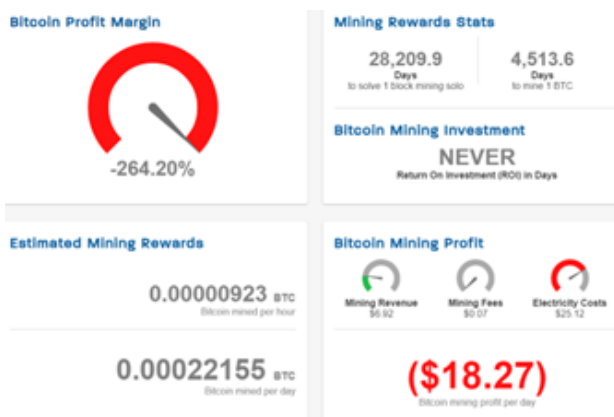 Bitcoin Profit Margin
-264.20%
Mining Rewards Stats
28,209.9
Days
to solve 1 block mining solo
4,513.6
Days
to mine 1 BTC
Bitcoin Mining Investment
NEVER
Return On Investment (ROI) in Days
Estimated Mining Rewards
0.00000923 BTC
Bitcoin mined per hour
0.00022155 BTC
Bitcoin mined per day
Bitcoin Mining Profit
Mining Revenue
$6.92
Mining Fees
$0.07
Electricity Costs
$25.12
($18.27)
Bitcoin mining profit per day